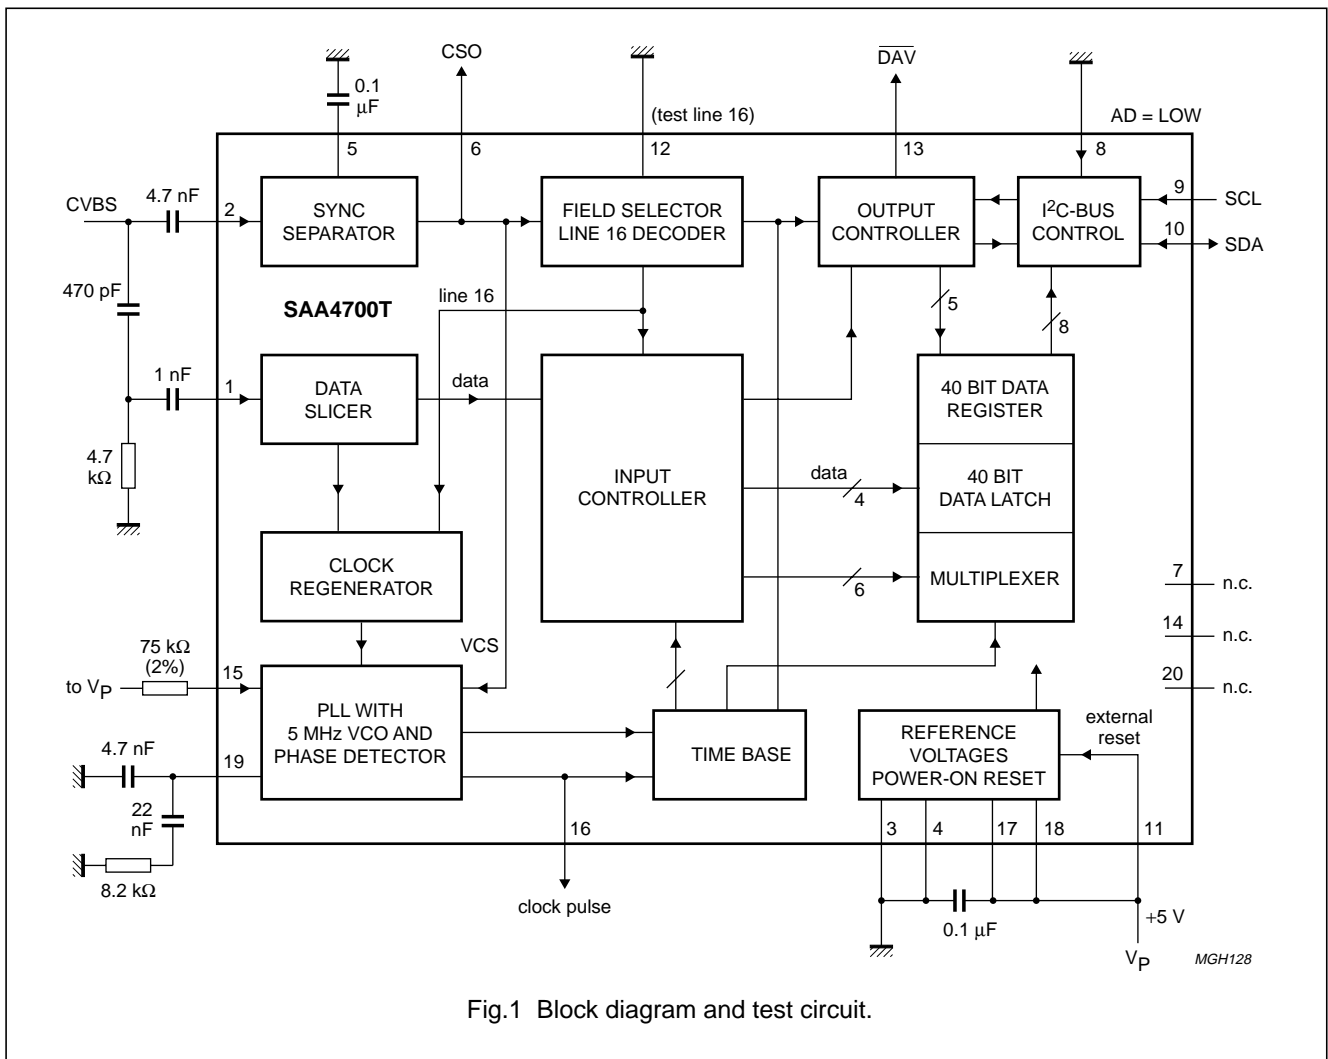 CSO
DAV
0.1
μF
(test line 16)
AD = LOW
5
6
12
13
8
CVBS
4.7 nF
2
SYNC
SEPARATOR
FIELD SELECTOR
LINE 16 DECODER
OUTPUT
CONTROLLER
I²C-BUS
CONTROL
9
SCL
10
SDA
470 pF
SAA4700T
line 16
5
8
1 nF
1
DATA
SLICER
data
40 BIT DATA
REGISTER
4.7
kΩ
INPUT
CONTROLLER
data
4
40 BIT
DATA LATCH
CLOCK
REGENERATOR
6
MULTIPLEXER
7
n.c.
14
n.c.
20
n.c.
75 kΩ
(2%)
to VP
15
VCS
PLL WITH
5 MHz VCO AND
PHASE DETECTOR
TIME BASE
REFERENCE
VOLTAGES
POWER-ON RESET
external
reset
4.7 nF
19
22
nF
8.2 kΩ
16
3
4
17
18
11
clock pulse
0.1 μF
+5 V
VP
MGH128
Fig.1 Block diagram and test circuit.